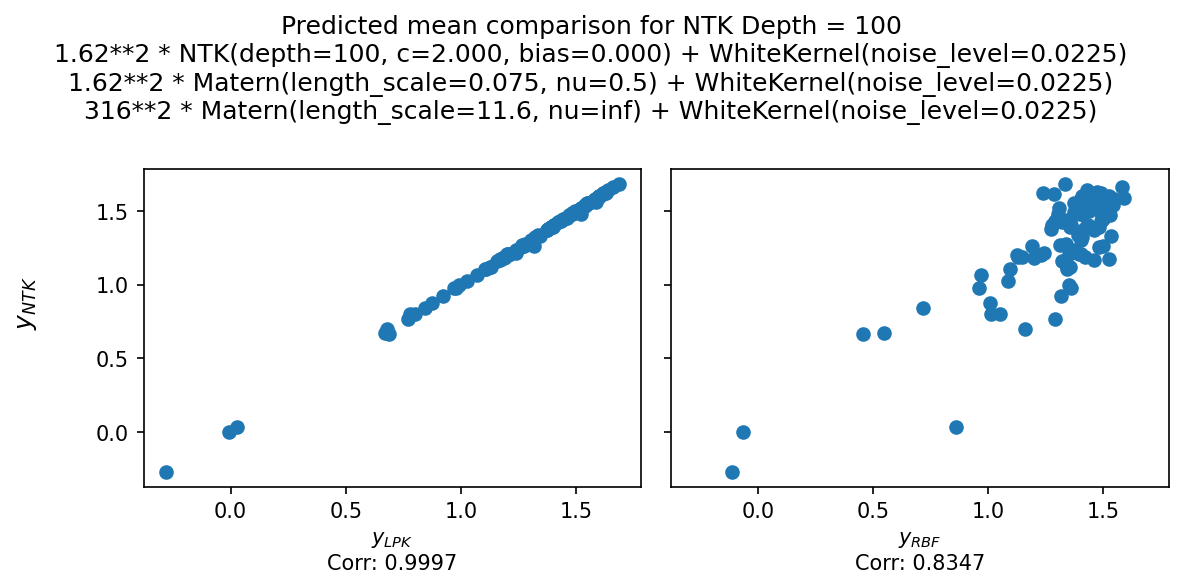 Predicted mean comparison for NTK Depth = 100
1.62**2 * NTK(depth=100, c=2.000, bias=0.000) + WhiteKernel(noise_level=0.0225)
1.62**2 * Matern(length_scale=0.075, nu=0.5) + WhiteKernel(noise_level=0.0225)
316**2 * Matern(length_scale=11.6, nu=inf) + WhiteKernel(noise_level=0.0225)
1.5
1.0
0.5
0.0
y_NTK
0.0 0.5 1.0 1.5
y_LPK
Corr: 0.9997
0.0 0.5 1.0 1.5
y_RBF
Corr: 0.8347